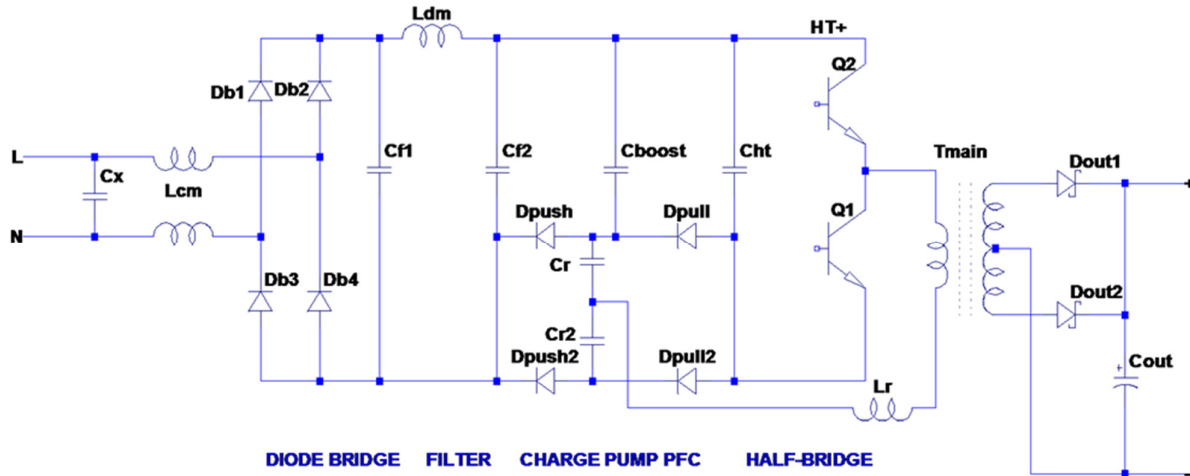 Ldm
HT+
Q2
Db1
Db2
L
Cx
Lcm
Cf1
Cf2
Cboost
Cht
Tmain
Dout1
N
Dpush
Dpull
Q1
Cr
Db3
Db4
Cr2
Dout2
Dpush2
Dpull2
Lr
+
Cout
DIODE BRIDGE FILTER CHARGE PUMP PFC HALF-BRIDGE